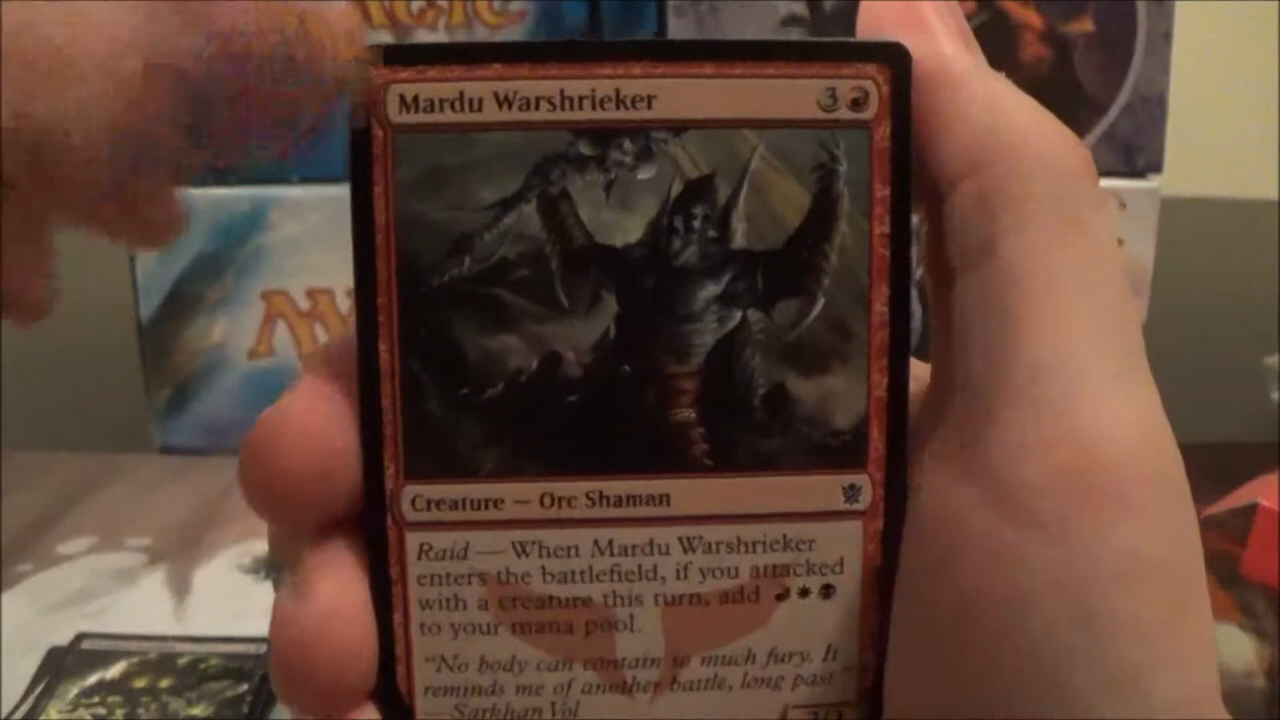 MAGIC
Mardu Warshrieker 3
Creature — Orc Shaman
Raid — When Mardu Warshrieker
enters the battlefield, if you attacked
with a creature this turn, add
to your mana pool.
"No body can contain so much fury. It
reminds me of another battle, long past."
—Sarkhan Vol